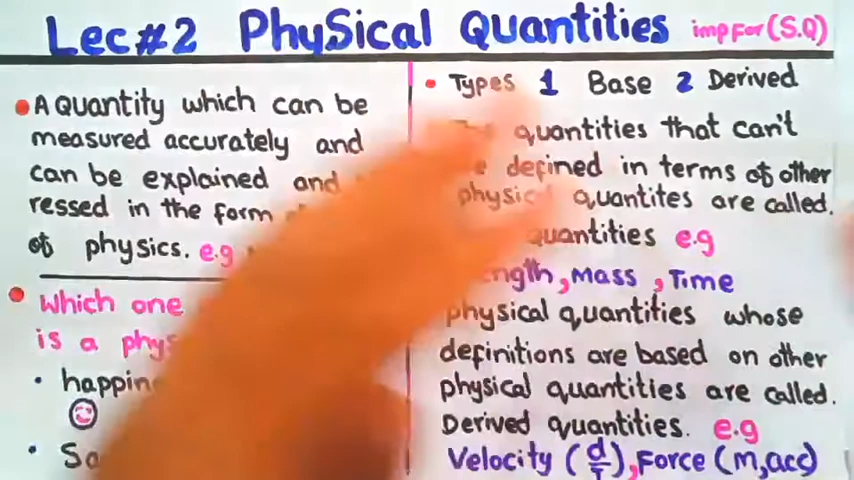 Lec#2 Physical Quantities imp For (S.Q)
A Quantity which can be
measured accurately and
can be explained and
ressed in the form
of physics. e.g
Which one
is a phys
happin
Types 1 Base 2 Derived
quantities that can't
defined in terms of other
physic quantites are called.
quantities e.g
ngth, Mass, Time
physical quantities whose
definitions are based on other
physical quantities are called.
Derived quantities. e.g
Velocity (d/T), Force (m,acc)